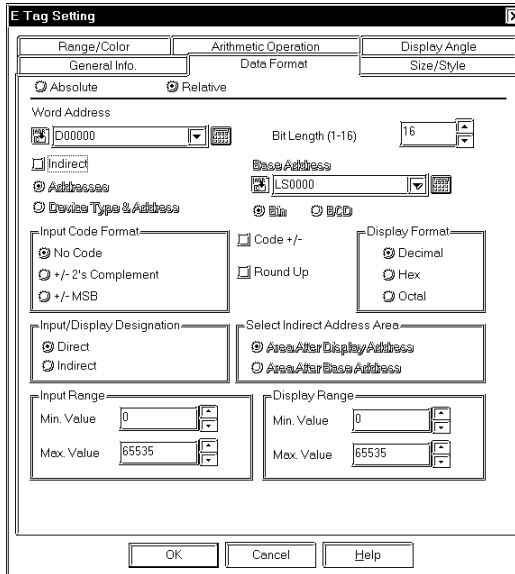 E Tag Setting
Range/Color Arithmetic Operation Display Angle
General Info. Data Format Size/Style
Absolute Relative
Word Address
D00000 Bit Length (1-16) 16
Indirect Base Address
Addresses LS0000
Device Type & Address Bin BCD
Input Code Format Code +/- Display Format
No Code Decimal
+/- 2's Complement Round Up Hex
+/- MSB Octal
Input/Display Designation Select Indirect Address Area
Direct Area After Display Address
Indirect Area After Base Address
Input Range Display Range
Min. Value 0 Min. Value 0
Max. Value 65535 Max. Value 65535
OK Cancel Help